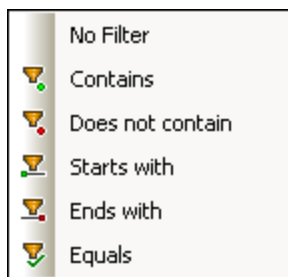 No Filter
Contains
Does not contain
Starts with
Ends with
Equals